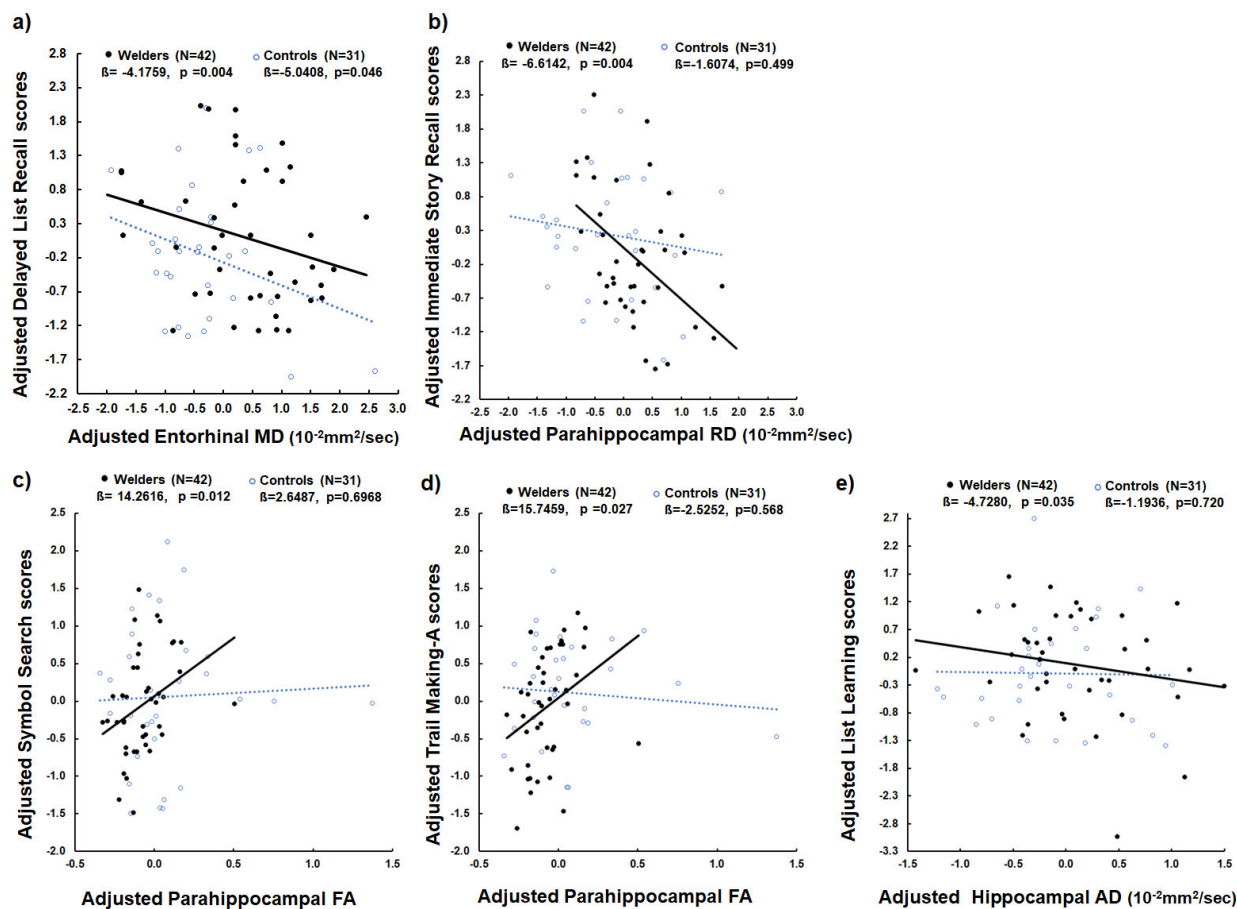 a)
● Welders (N=42) ○ Controls (N=31)
ß= -4.1759, p =0.004 ß=-5.0408, p=0.046
Adjusted Delayed List Recall scores
2.8
2.3
1.8
1.3
0.8
0.3
-0.2
-0.7
-1.2
-1.7
-2.2
-2.5 -2.0 -1.5 -1.0 -0.5 0.0 0.5 1.0 1.5 2.0 2.5 3.0
Adjusted Entorhinal MD (10⁻²mm²/sec)
b)
● Welders (N=42) ○ Controls (N=31)
ß= -6.6142, p =0.004 ß=-1.6074, p=0.499
Adjusted Immediate Story Recall scores
2.8
2.3
1.8
1.3
0.8
0.3
-0.2
-0.7
-1.2
-1.7
-2.2
-2.5 -2.0 -1.5 -1.0 -0.5 0.0 0.5 1.0 1.5 2.0 2.5 3.0
Adjusted Parahippocampal RD (10⁻²mm²/sec)
c)
● Welders (N=42) ○ Controls (N=31)
ß= 14.2616, p =0.012 ß=2.6487, p=0.6968
Adjusted Symbol Search scores
2.5
2.0
1.5
1.0
0.5
0.0
-0.5
-1.0
-1.5
-2.0
-0.5 0.0 0.5 1.0 1.5
Adjusted Parahippocampal FA
d)
● Welders (N=42) ○ Controls (N=31)
ß=15.7459, p =0.027 ß=-2.5252, p=0.568
Adjusted Trail Making-A scores
2.5
2.0
1.5
1.0
0.5
0.0
-0.5
-1.0
-1.5
-2.0
-0.5 0.0 0.5 1.0 1.5
Adjusted Parahippocampal FA
e)
● Welders (N=42) ○ Controls (N=31)
ß= -4.7280, p =0.035 ß=-1.1936, p=0.720
Adjusted List Learning scores
2.7
1.7
1.2
0.7
0.2
-0.3
-0.8
-1.3
-1.8
-2.3
-2.8
-3.3
-1.5 -1.0 -0.5 0.0 0.5 1.0 1.5
Adjusted Hippocampal AD (10⁻²mm²/sec)